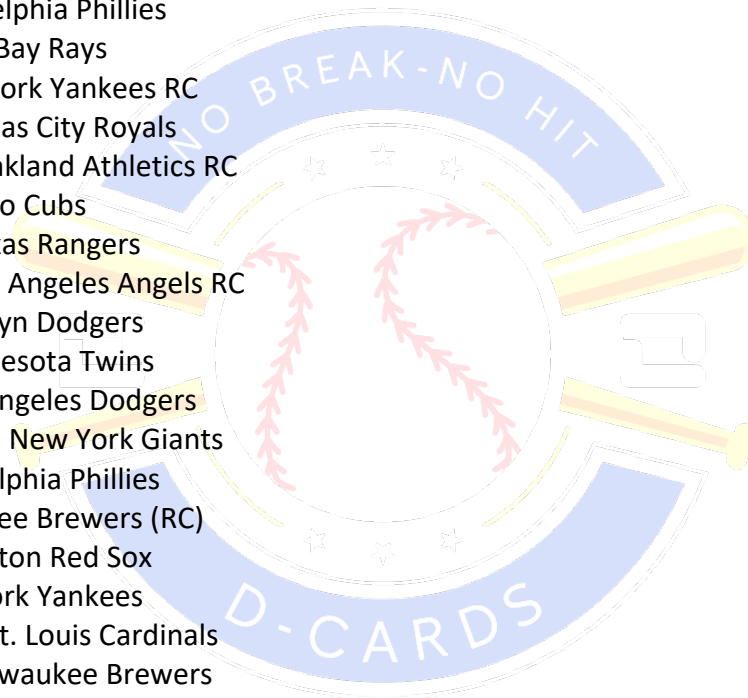 elphia Phillies
Bay Rays
ork Yankees RC
as City Royals
kland Athletics RC
o Cubs
as Rangers
Angeles Angels RC
yn Dodgers
esota Twins
ngeles Dodgers
New York Giants
lphia Phillies
ee Brewers (RC)
ton Red Sox
rk Yankees
t. Louis Cardinals
waukee Brewers
NO BREAK-NO HIT
D-CARDS